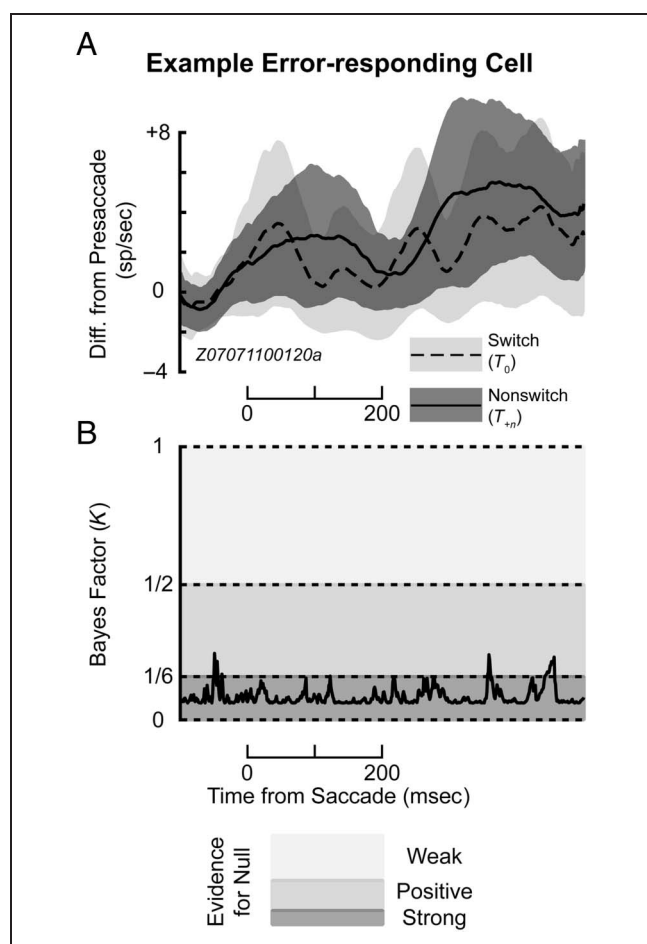 A
Example Error-responding Cell
Diff. from Presaccade
(sp/sec)
+8
0
–4
Z07071100120a
Switch
(T0)
Nonswitch
(T+n)
0 200
B
Bayes Factor (K)
1
1/2
1/6
0
0 200
Time from Saccade (msec)
Evidence
for Null
Weak
Positive
Strong